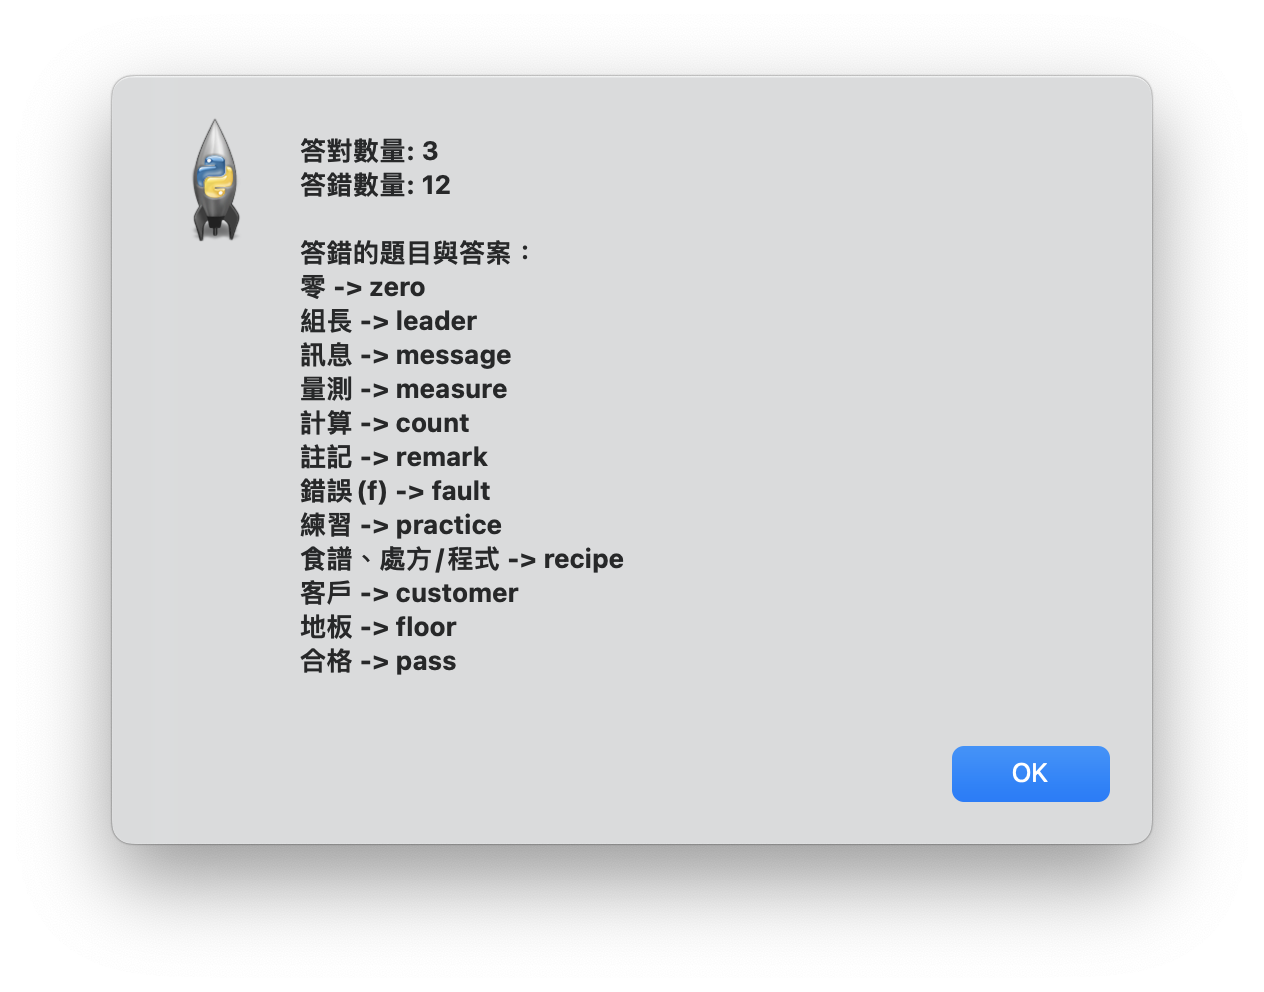 答對數量: 3
答錯數量: 12
答錯的題目與答案：
零 -> zero
組長 -> leader
訊息 -> message
量測 -> measure
計算 -> count
註記 -> remark
錯誤(f) -> fault
練習 -> practice
食譜、處方/程式 -> recipe
客戶 -> customer
地板 -> floor
合格 -> pass
OK